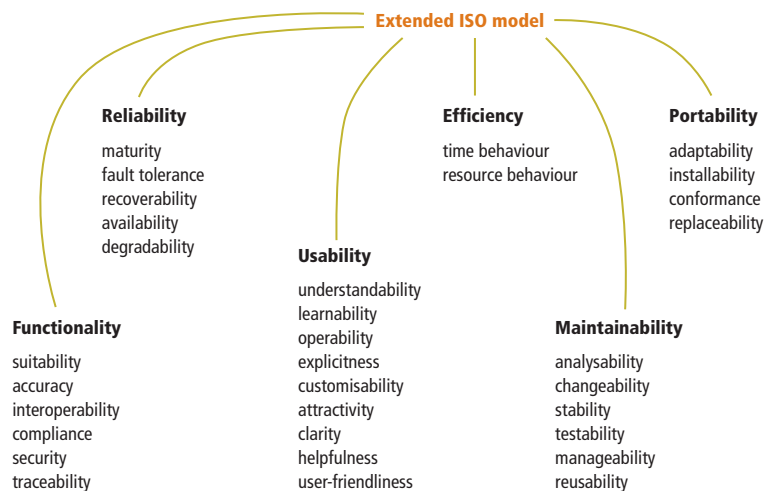 Extended ISO model
Reliability
maturity
fault tolerance
recoverability
availability
degradability
Efficiency
time behaviour
resource behaviour
Portability
adaptability
installability
conformance
replaceability
Usability
understandability
learnability
operability
explicitness
customisability
attractivity
clarity
helpfulness
user-friendliness
Functionality
suitability
accuracy
interoperability
compliance
security
traceability
Maintainability
analysability
changeability
stability
testability
manageability
reusability